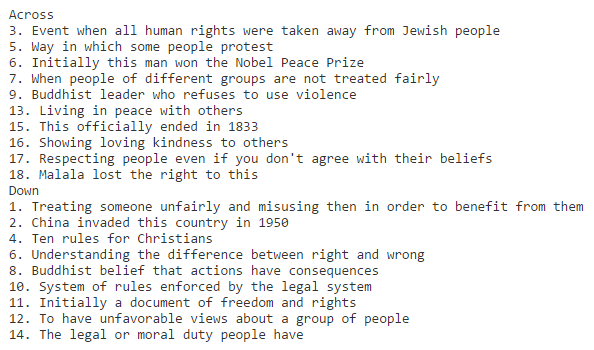 Across
3. Event when all human rights were taken away from Jewish people
5. Way in which some people protest
6. Initially this man won the Nobel Peace Prize
7. When people of different groups are not treated fairly
9. Buddhist leader who refuses to use violence
13. Living in peace with others
15. This officially ended in 1833
16. Showing loving kindness to others
17. Respecting people even if you don't agree with their beliefs
18. Malala lost the right to this
Down
1. Treating someone unfairly and misusing then in order to benefit from them
2. China invaded this country in 1950
4. Ten rules for Christians
6. Understanding the difference between right and wrong
8. Buddhist belief that actions have consequences
10. System of rules enforced by the legal system
11. Initially a document of freedom and rights
12. To have unfavorable views about a group of people
14. The legal or moral duty people have